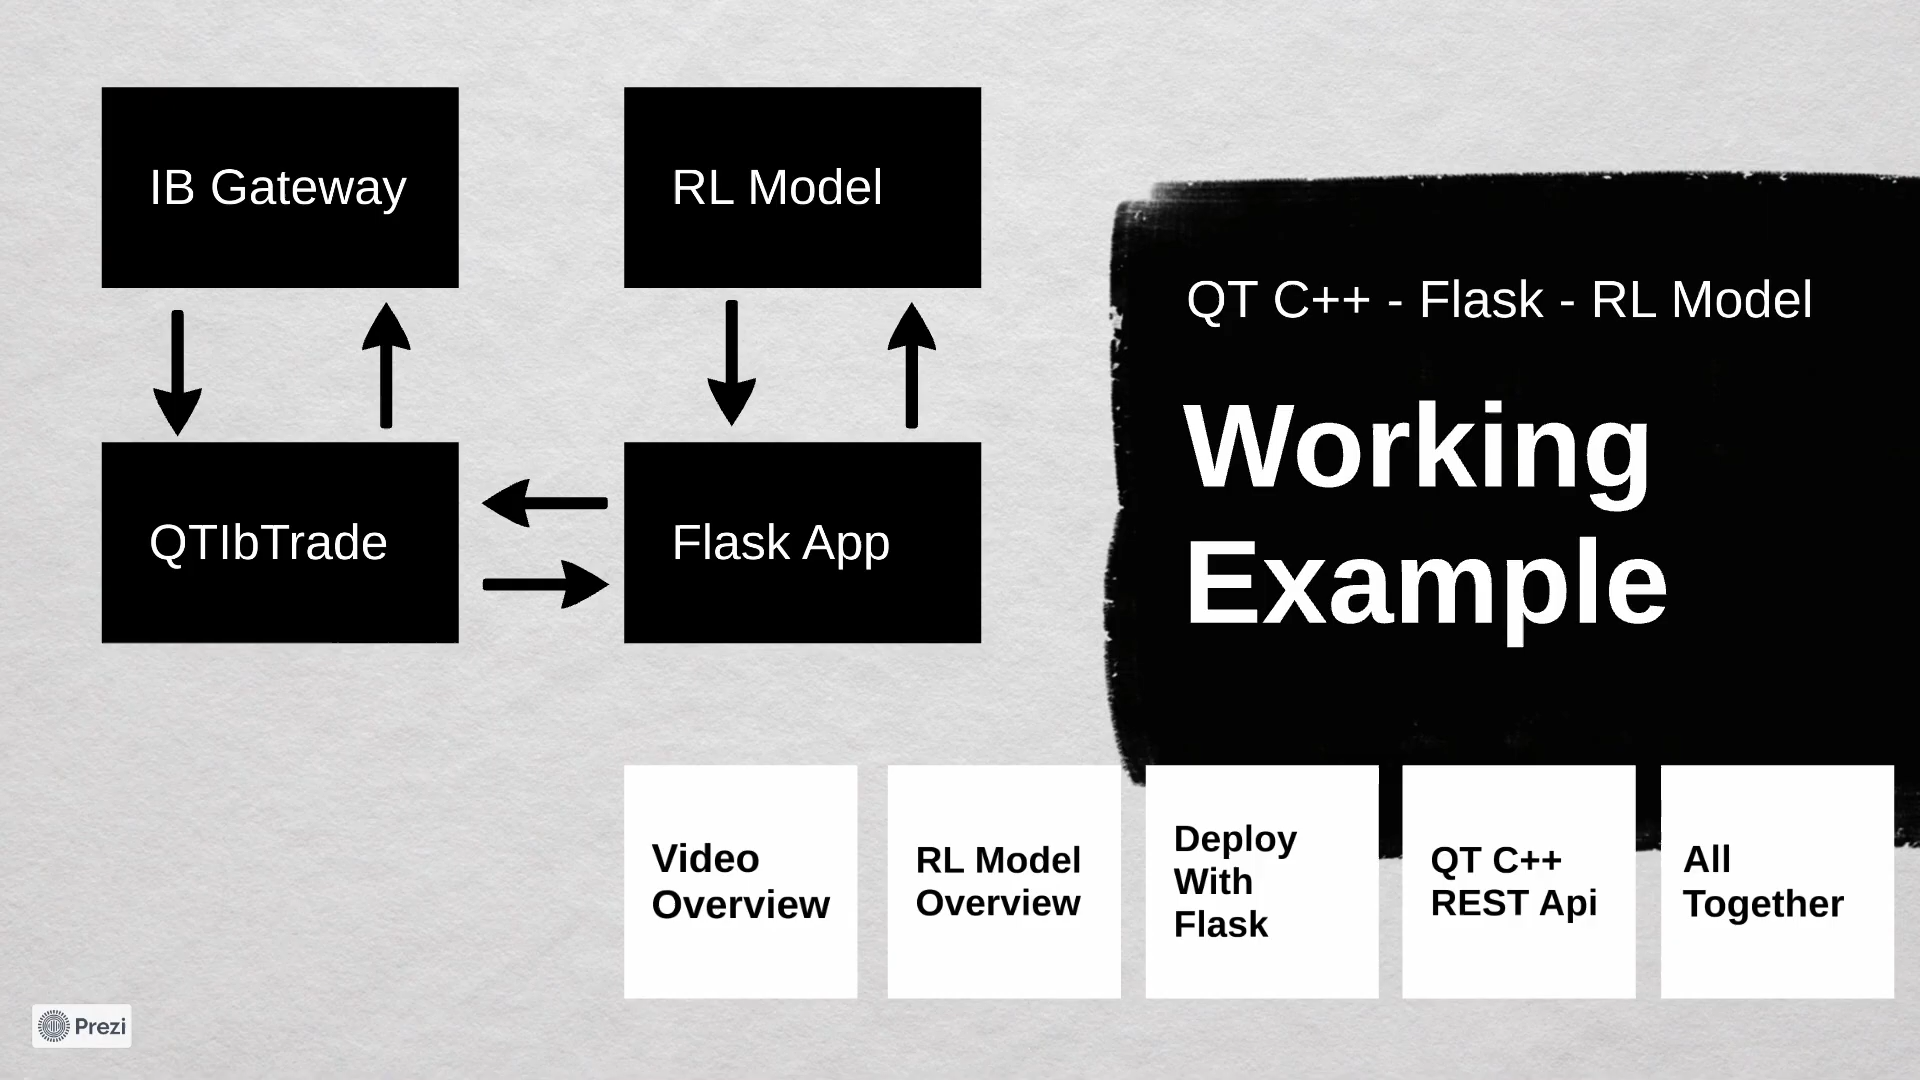 IB Gateway
RL Model
QTIbTrade
Flask App
QT C++ - Flask - RL Model
Working
Example
Video
Overview
RL Model
Overview
Deploy
With
Flask
QT C++
REST Api
All
Together
Prezi